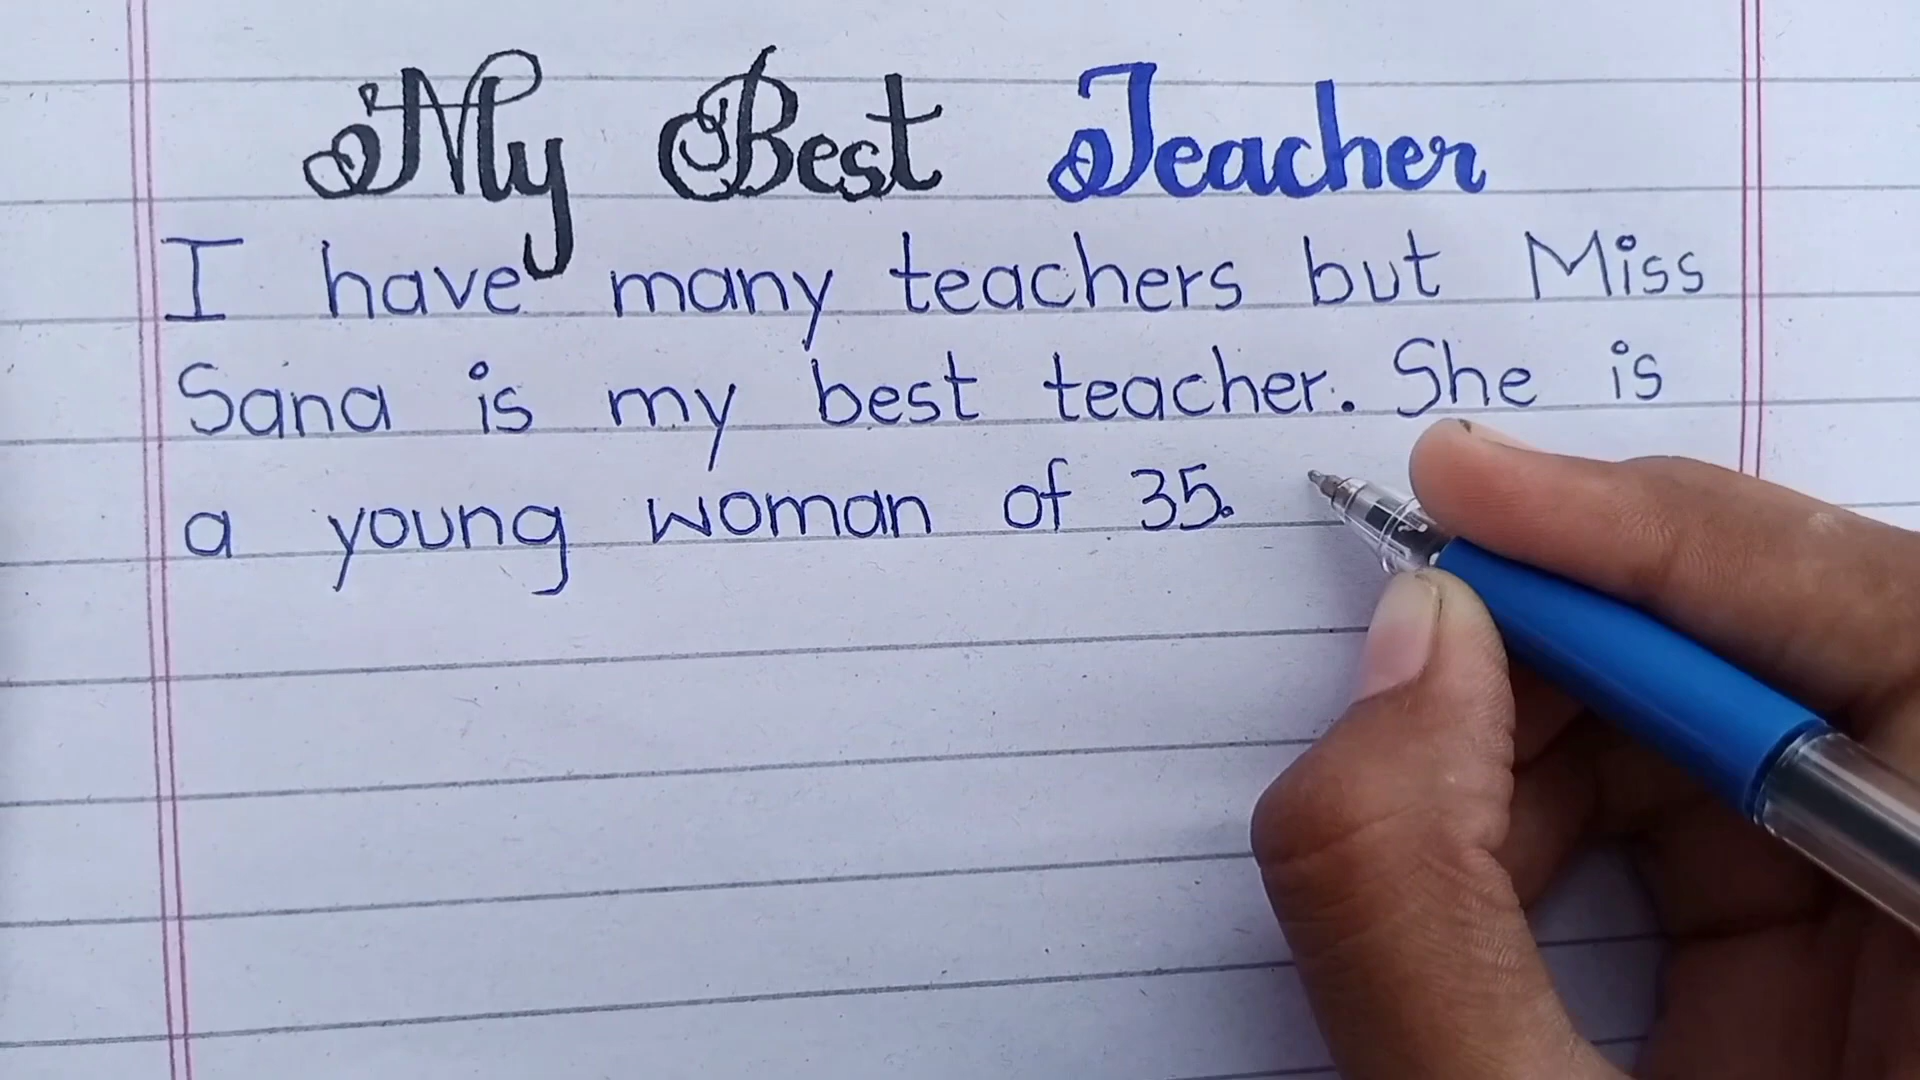 My Best Teacher
I have many teachers but Miss
Sana is my best teacher. She is
a young woman of 35.